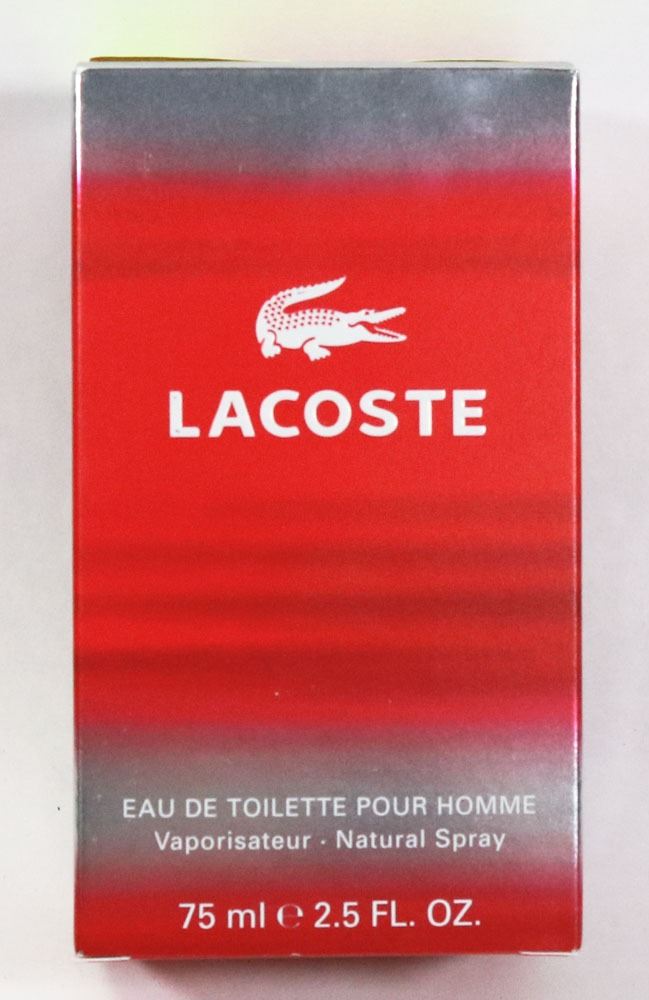 LACOSTE
EAU DE TOILETTE POUR HOMME
Vaporisateur · Natural Spray
75 ml ℮ 2.5 FL. OZ.